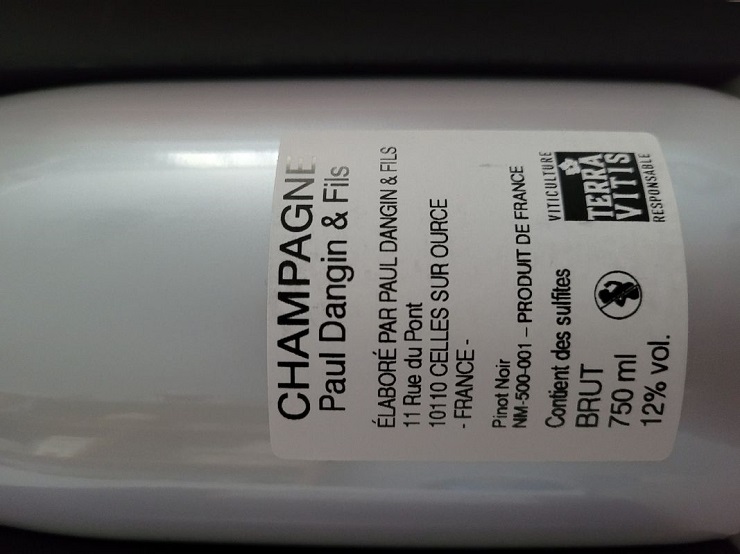 CHAMPAGNE
Paul Dangin & Fils
ÉLABORÉ PAR PAUL DANGIN & FILS
11 Rue du Pont
10110 CELLES SUR OURCE
- FRANCE -
Pinot Noir
NM-500-001 – PRODUIT DE FRANCE
Contient des sulfites
BRUT
750 ml
12% vol.
VITICULTURE
TERRA
VITIS
RESPONSABLE